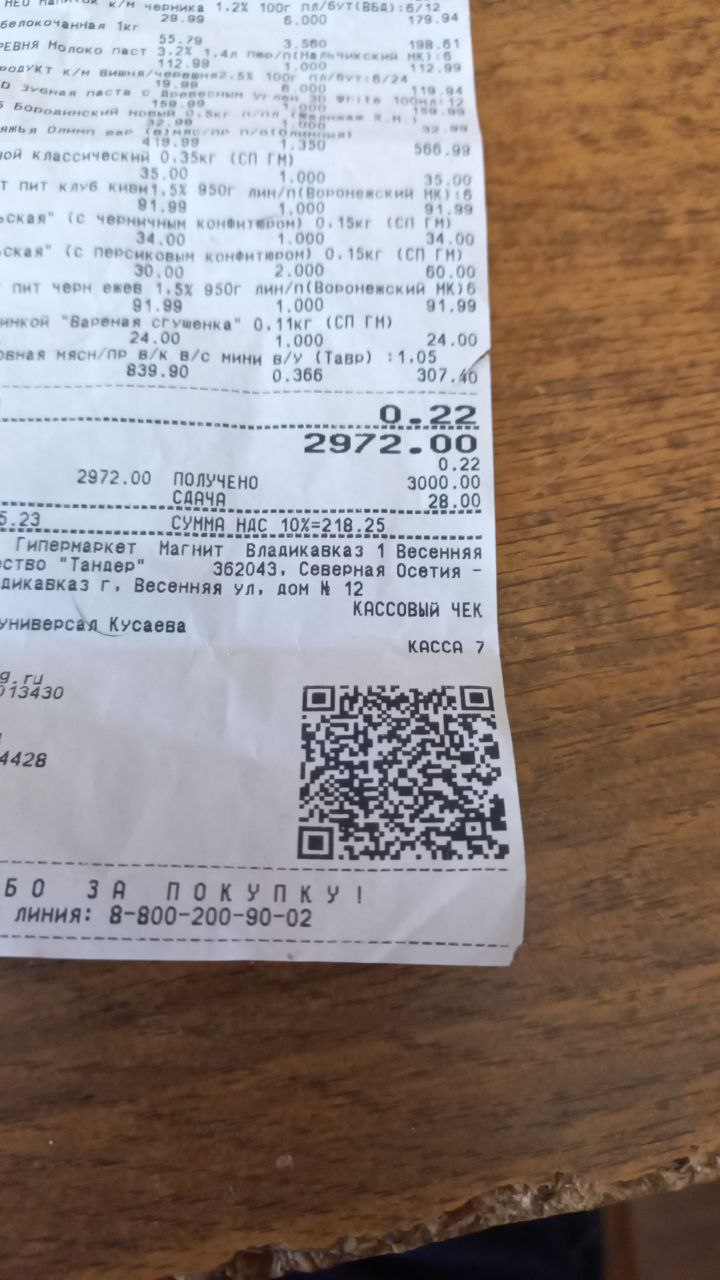 напиток к/м черника 1.2% 100г пл/бут(ВБД):6/12
29.99 6.000 179.94
белокочанная 1кг
55.79 3.560 198.61
РЕВНЯ Молоко паст 3.2% 1.4л пюр/п(Нальчикский МК):6
112.99 1.000 112.99
РОДУКТ к/м вишня/черешня2.5% 100г пл/бут:6/24
19.99 6.000 119.94
D Зубная паста с Древесным Углем 3D White 100мл:12
159.99 1.000 159.99
Бородинский новый 0.5кг п/пл
32.99 1.000 32.99
яжья Олимп вар (в)мяс/пр п/о(Олимпия)
419.99 1.350 566.99
ной классический 0.35кг (СП ГМ)
35.00 1.000 35.00
т пит клуб киви1.5% 950г лин/п(Воронежский МК):6
91.99 1.000 91.99
ьская" (с черничным конфитюром) 0.15кг (СП ГМ)
34.00 1.000 34.00
ьская" (с персиковым конфитюром) 0.15кг (СП ГМ)
30.00 2.000 60.00
т пит черн ежев 1.5% 950г лин/п(Воронежский МК)6
91.99 1.000 91.99
инкой "Вареная сгушенка" 0.11кг (СП ГМ)
24.00 1.000 24.00
овная мясн/пр в/к в/с мини в/у (Тавр) :1.05
839.90 0.366 307.40
0.22
2972.00
0.22
2972.00 ПОЛУЧЕНО 3000.00
СДАЧА 28.00
5.23 СУММА НДС 10%=218.25
Гипермаркет Магнит Владикавказ 1 Весенняя
ство "Тандер" 362043, Северная Осетия -
дикавказ г, Весенняя ул, дом № 12
КАССОВЫЙ ЧЕК
универсал Кусаева
КАССА 7
g.ru
013430
4428
БО ЗА ПОКУПКУ!
ЛИНИЯ: 8-800-200-90-02